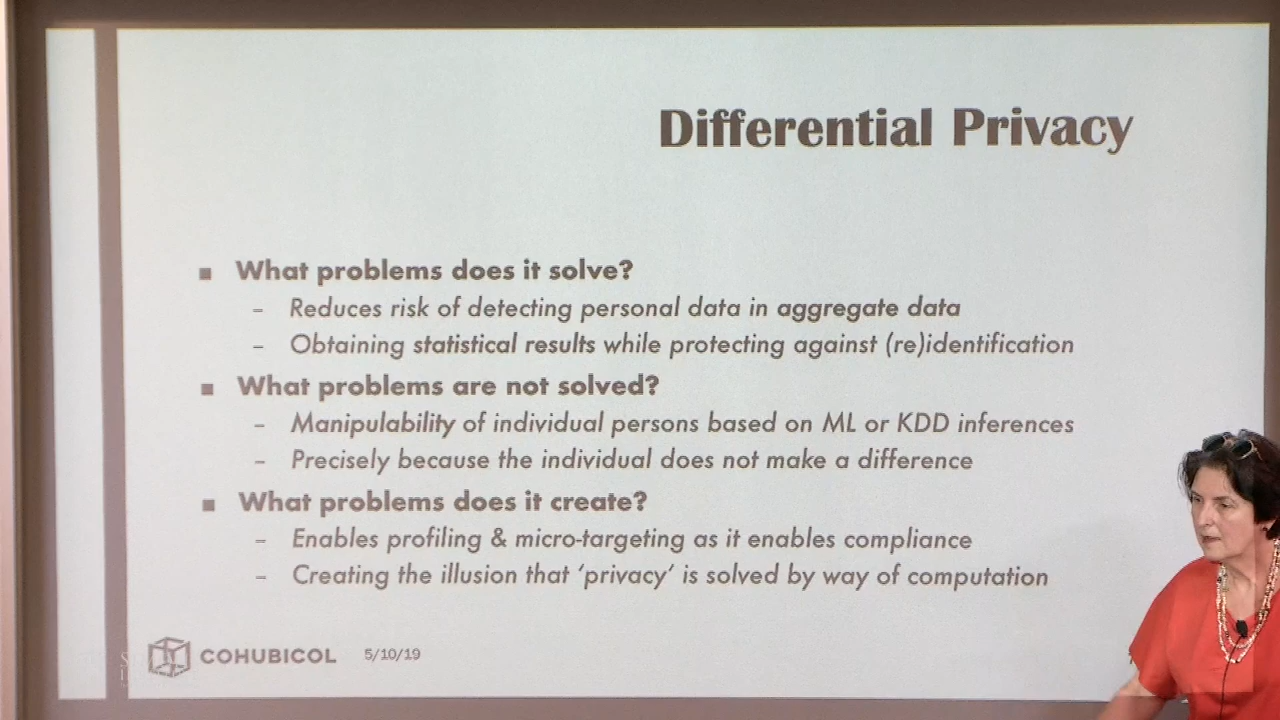 Differential Privacy
■ What problems does it solve?
– Reduces risk of detecting personal data in aggregate data
– Obtaining statistical results while protecting against (re)identification
■ What problems are not solved?
– Manipulability of individual persons based on ML or KDD inferences
– Precisely because the individual does not make a difference
■ What problems does it create?
– Enables profiling & micro-targeting as it enables compliance
– Creating the illusion that ‘privacy’ is solved by way of computation
COHUBICOL 5/10/19